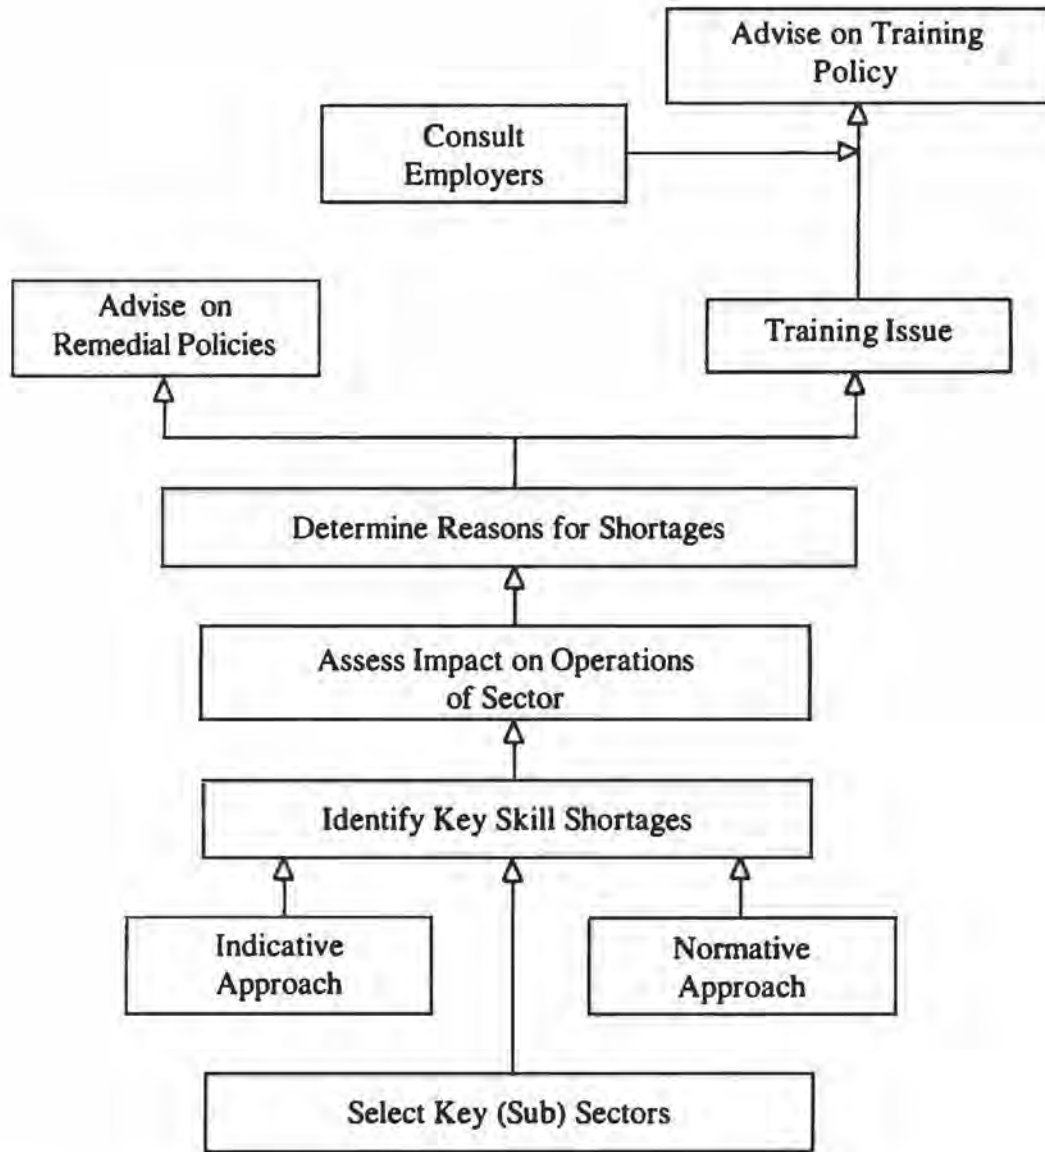 Advise on Training
Policy
Consult
Employers
Advise on
Remedial Policies
Training Issue
Determine Reasons for Shortages
Assess Impact on Operations
of Sector
Identify Key Skill Shortages
Indicative
Approach
Normative
Approach
Select Key (Sub) Sectors